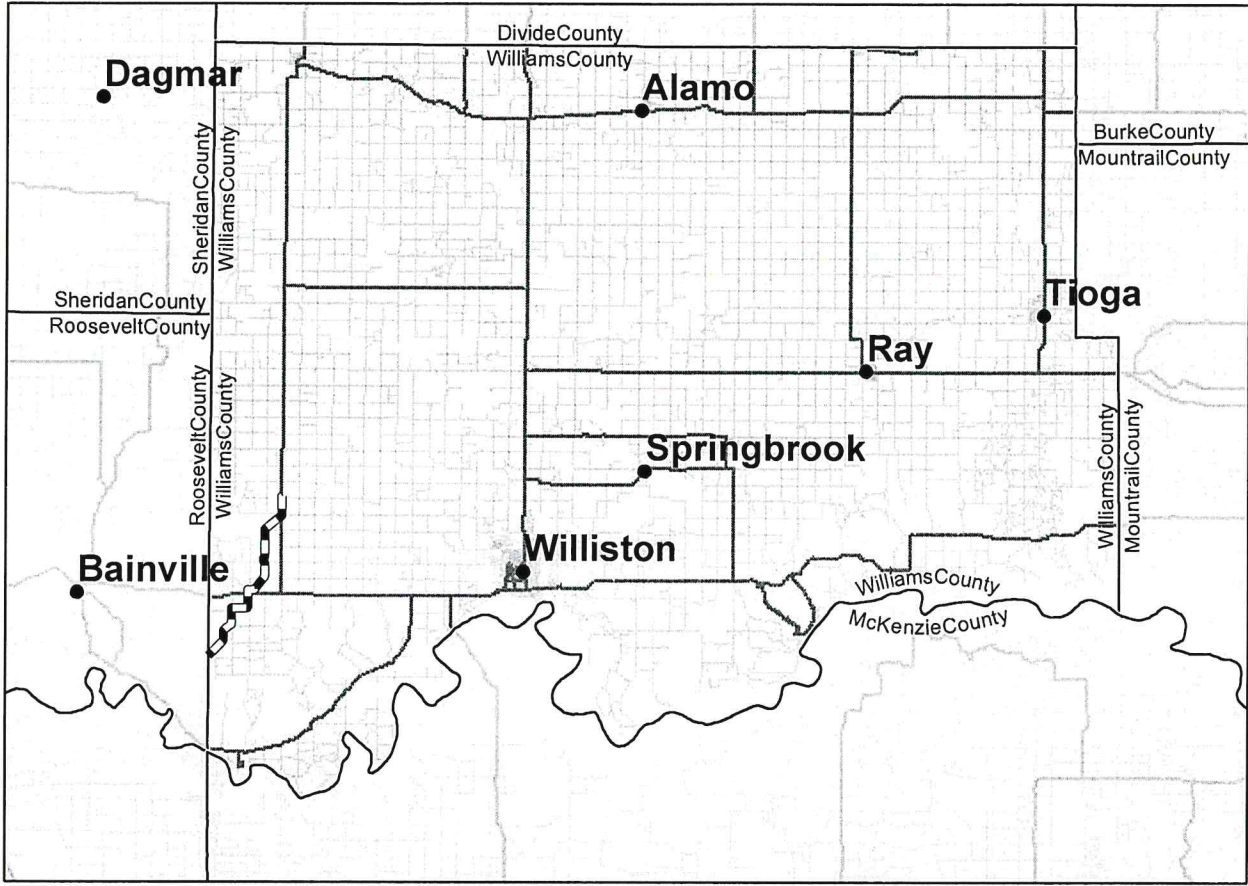 DivideCounty
WilliamsCounty
Dagmar
Alamo
BurkeCounty
MountrailCounty
SheridanCounty
WilliamsCounty
SheridanCounty
RooseveltCounty
Tioga
Ray
RooseveltCounty
WilliamsCounty
WilliamsCounty
MountrailCounty
Springbrook
Williston
Bainville
WilliamsCounty
McKenzieCounty